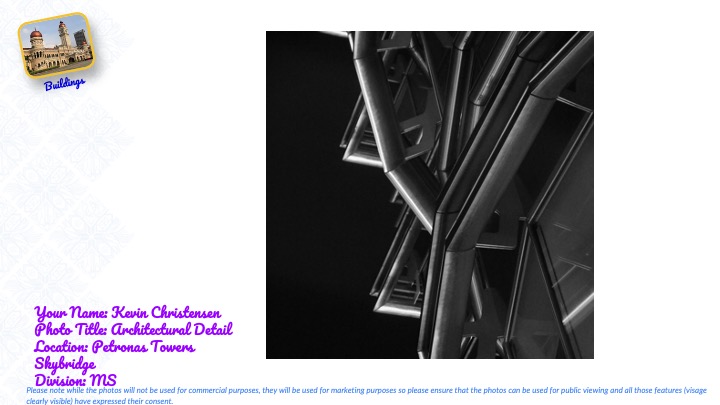 Buildings
Your Name: Kevin Christensen
Photo Title: Architectural Detail
Location: Petronas Towers
Skybridge
Division: MS
Please note while the photos will not be used for commercial purposes, they will be used for marketing purposes so please ensure that the photos can be used for public viewing and all those features (visage
clearly visible) have expressed their consent.